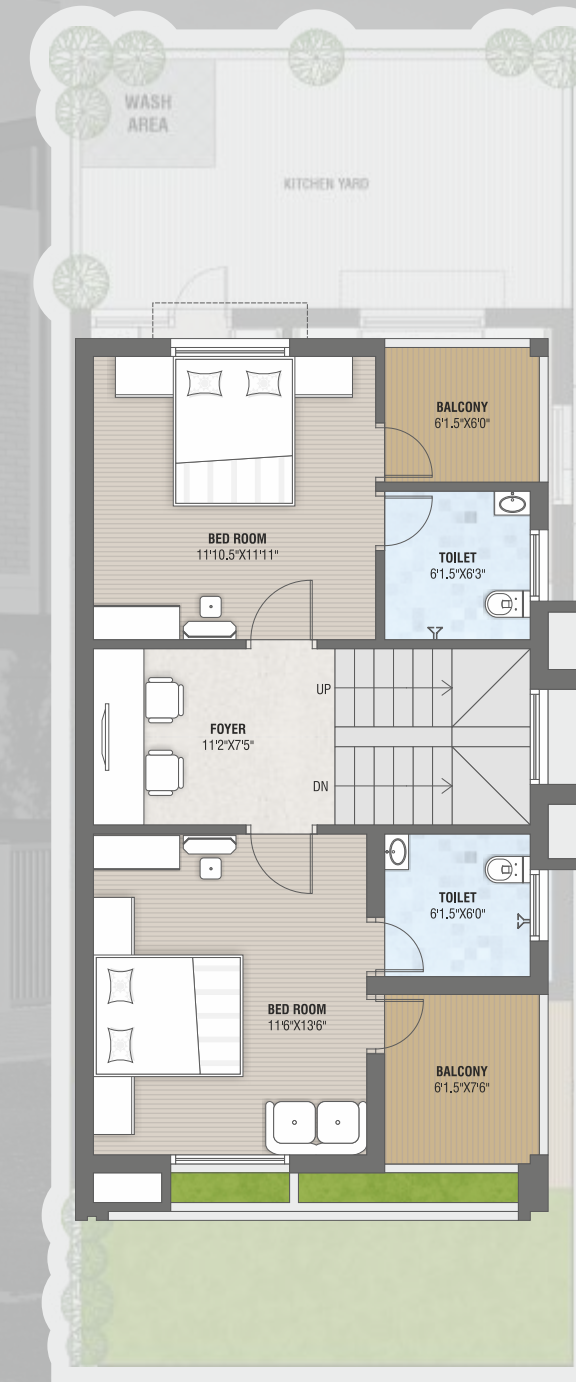 WASH
AREA
KITCHEN YARD
BALCONY
6'1.5"X6'0"
BED ROOM
11'10.5"X11'11"
TOILET
6'1.5"X6'3"
UP
FOYER
11'2"X7'5"
DN
TOILET
6'1.5"X6'0"
BED ROOM
11'6"X13'6"
BALCONY
6'1.5"X7'6"